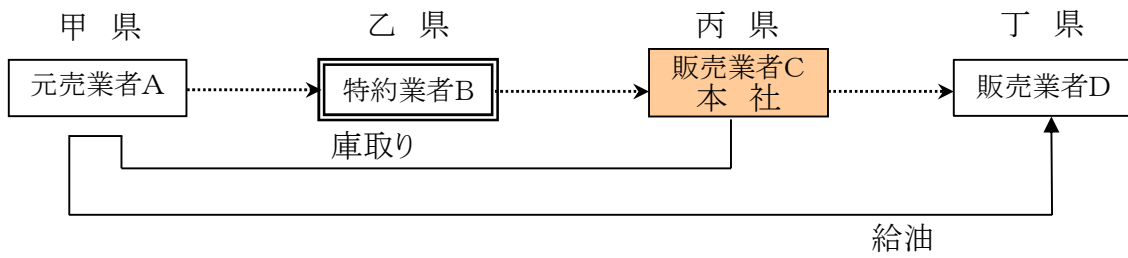 甲 県
乙 県
丙 県
丁 県
元売業者A
特約業者B
販売業者C
本 社
販売業者D
庫取り
給油